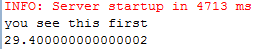 INFO: Server startup in 4713 ms
you see this first
29.400000000000002